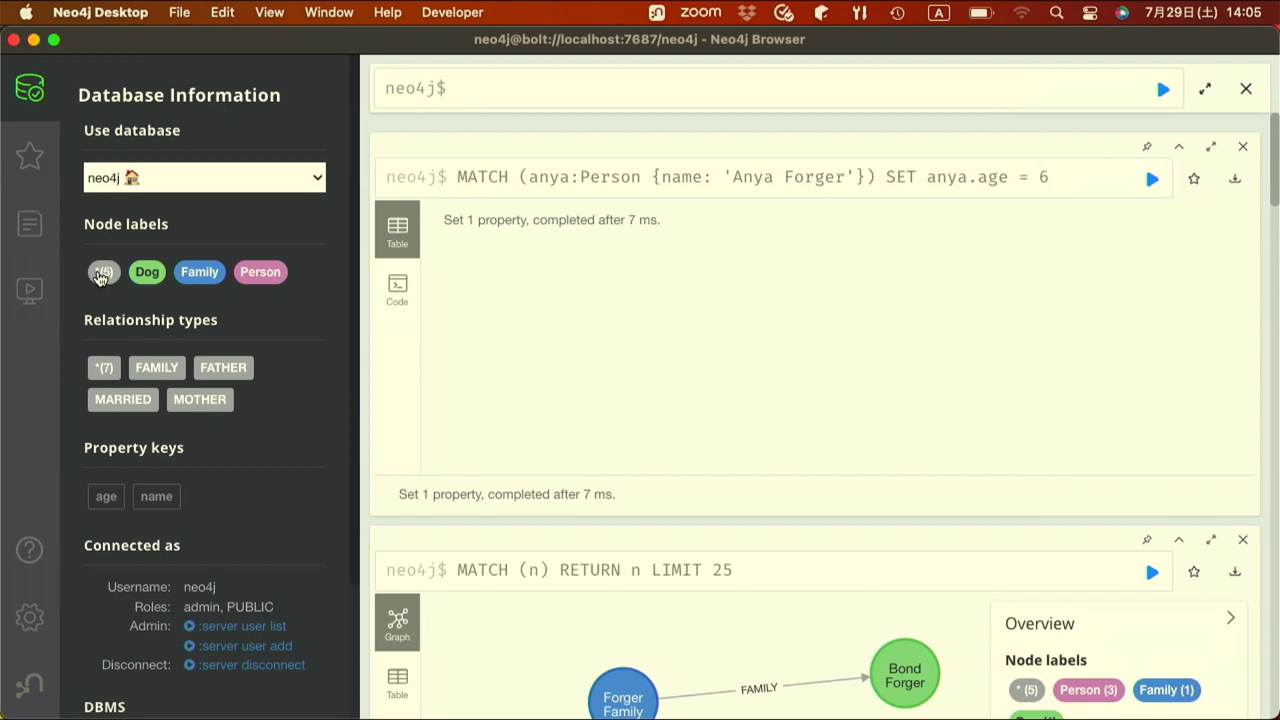 Neo4j Desktop File Edit View Window Help Developer zoom A 7月29日(土) 14:05
neo4j@bolt://localhost:7687/neo4j - Neo4j Browser
Database Information
Use database
neo4j
Node labels
*(5) Dog Family Person
Relationship types
*(7) FAMILY FATHER
MARRIED MOTHER
Property keys
age name
Connected as
Username: neo4j
Roles: admin, PUBLIC
Admin: :server user list
:server user add
Disconnect: :server disconnect
DBMS
neo4j$
neo4j$ MATCH (anya:Person {name: 'Anya Forger'}) SET anya.age = 6
Table
Code
Set 1 property, completed after 7 ms.
Set 1 property, completed after 7 ms.
neo4j$ MATCH (n) RETURN n LIMIT 25
Graph
Table
Forger
Family
FAMILY
Bond
Forger
Overview
Node labels
* (5) Person (3) Family (1)